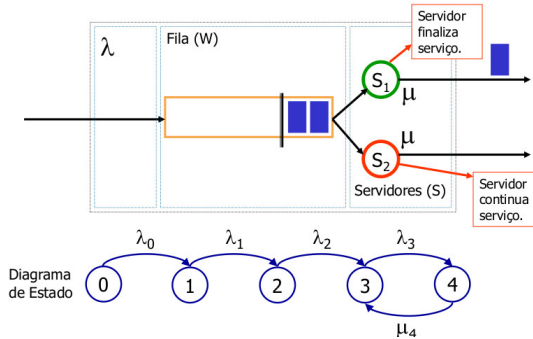 Servidor
finaliza
serviço.
λ
Fila (W)
S1
μ
μ
S2
Servidores (S)
Servidor
continua
serviço.
λ0
λ1
λ2
λ3
Diagrama
de Estado
0
1
2
3
4
μ4